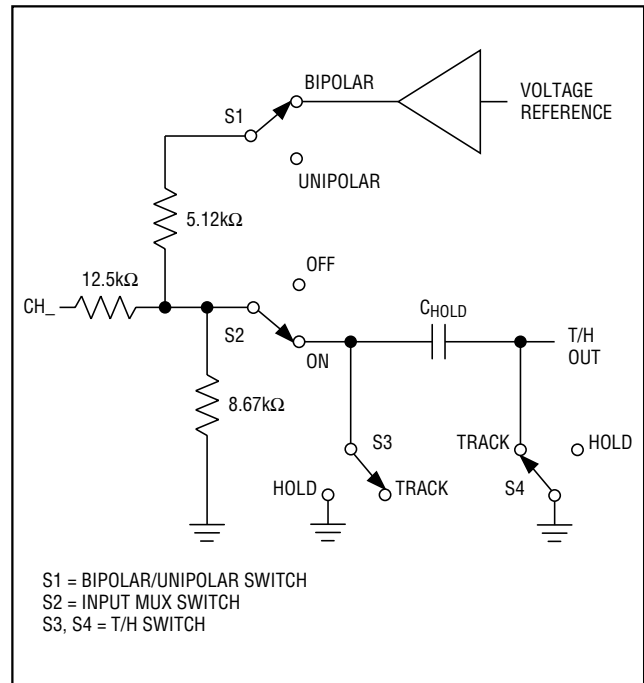 BIPOLAR
VOLTAGE
REFERENCE
S1
UNIPOLAR
5.12kΩ
OFF
12.5kΩ
CH_
CHOLD
S2
ON
T/H
OUT
8.67kΩ
S3
TRACK
HOLD
HOLD
TRACK
S4
S1 = BIPOLAR/UNIPOLAR SWITCH
S2 = INPUT MUX SWITCH
S3, S4 = T/H SWITCH